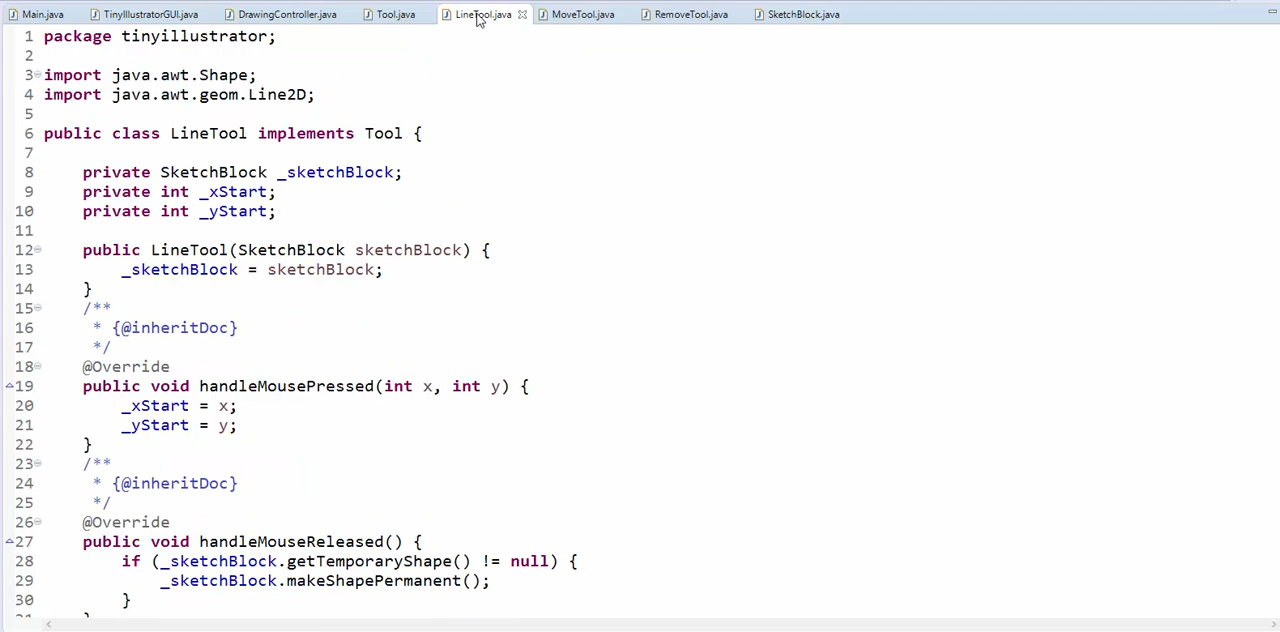 Main.java TinyIllustratorGUI.java DrawingController.java Tool.java LineTool.java MoveTool.java RemoveTool.java SketchBlock.java
1 package tinyillustrator;
2
3 import java.awt.Shape;
4 import java.awt.geom.Line2D;
5
6 public class LineTool implements Tool {
7
8 private SketchBlock _sketchBlock;
9 private int _xStart;
10 private int _yStart;
11
12 public LineTool(SketchBlock sketchBlock) {
13 _sketchBlock = sketchBlock;
14 }
15 /**
16 * {@inheritDoc}
17 */
18 @Override
19 public void handleMousePressed(int x, int y) {
20 _xStart = x;
21 _yStart = y;
22 }
23 /**
24 * {@inheritDoc}
25 */
26 @Override
27 public void handleMouseReleased() {
28 if (_sketchBlock.getTemporaryShape() != null) {
29 _sketchBlock.makeShapePermanent();
30 }